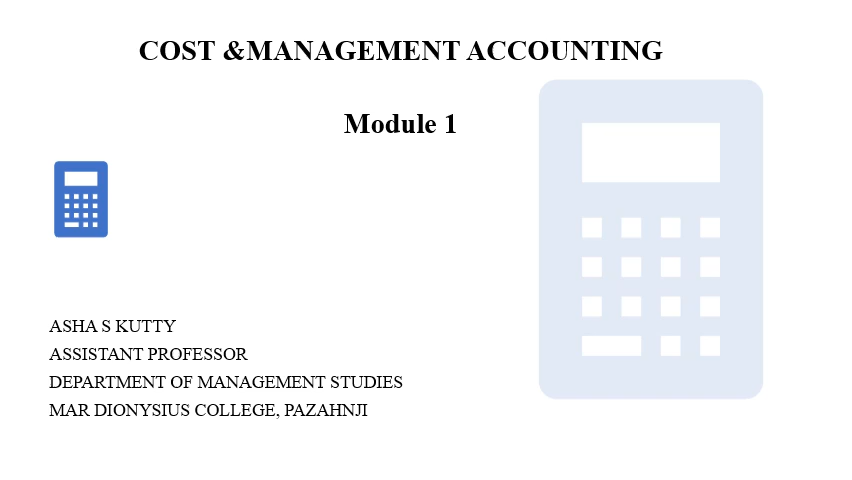 COST &MANAGEMENT ACCOUNTING
Module 1
ASHA S KUTTY
ASSISTANT PROFESSOR
DEPARTMENT OF MANAGEMENT STUDIES
MAR DIONYSIUS COLLEGE, PAZAHNJI